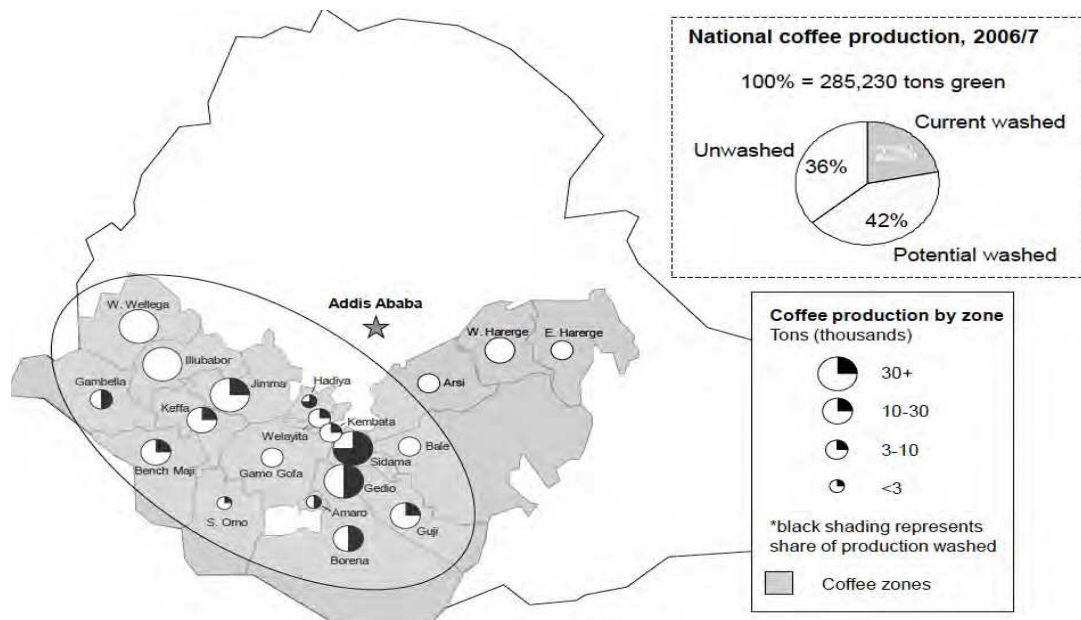 National coffee production, 2006/7
100% = 285,230 tons green
Current washed
Unwashed
36%
42%
Potential washed
Addis Ababa
W. Wellega
Illubabor
Gambella
Jimma
Hadiya
Keffa
Welayita
Kembata
Bench Maji
Gamo Gofa
Sidama
Bale
Gedio
S. Omo
Amaro
Guji
Borena
W. Harerge
E. Harerge
Arsi
Coffee production by zone
Tons (thousands)
30+
10-30
3-10
<3
*black shading represents
share of production washed
Coffee zones